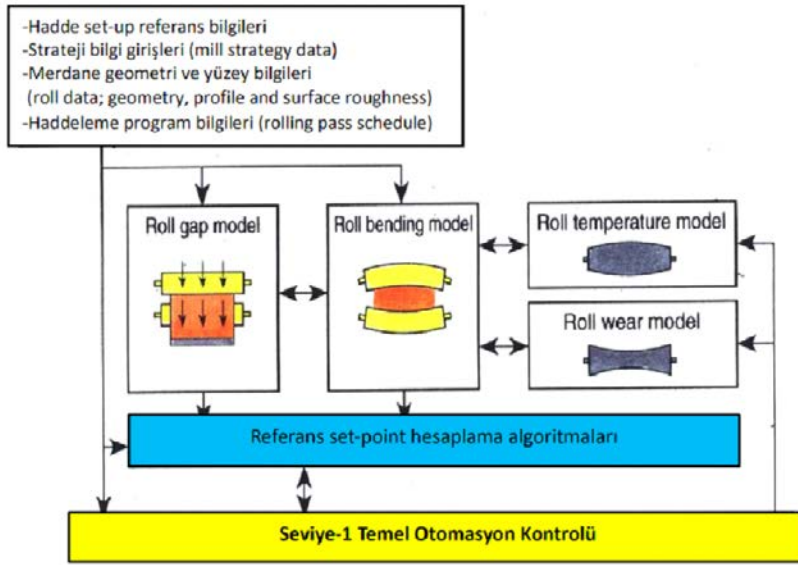 -Hadde set-up referans bilgileri
-Strateji bilgi girişleri (mill strategy data)
-Merdane geometri ve yüzey bilgileri
(roll data; geometry, profile and surface roughness)
-Haddeleme program bilgileri (rolling pass schedule)
Roll gap model
Roll bending model
Roll temperature model
Roll wear model
Referans set-point hesaplama algoritmaları
Seviye-1 Temel Otomasyon Kontrolü